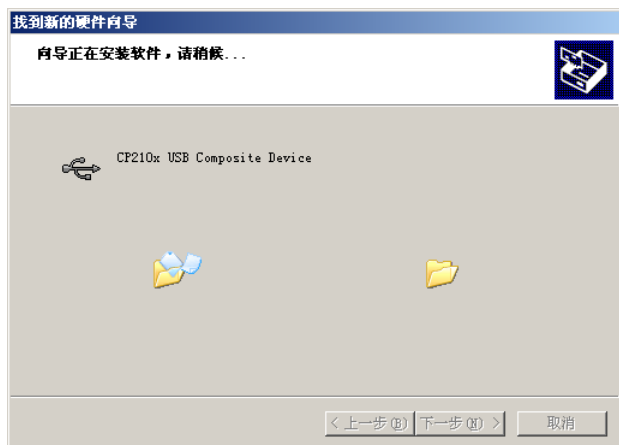 找到新的硬件向导
向导正在安装软件，请稍候...
CP210x USB Composite Device
< 上一步(B) 下一步(N) > 取消